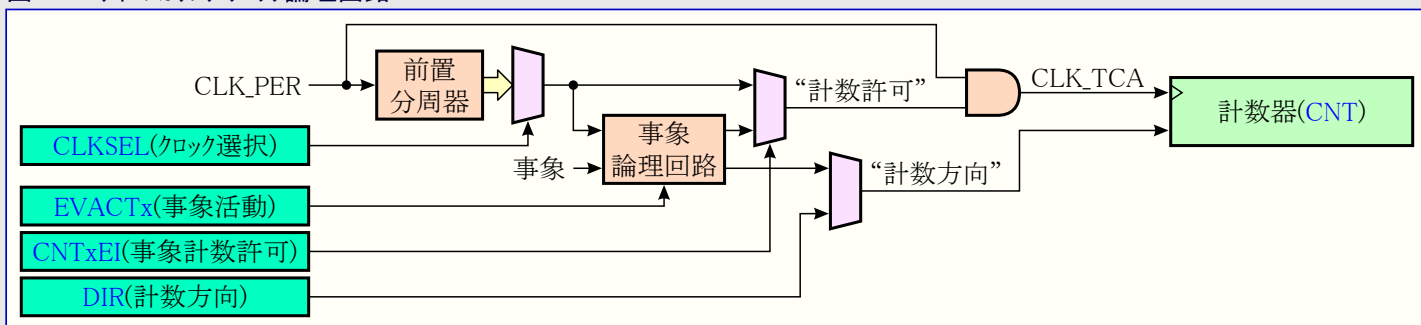 CLK_PER
前置
分周器
“計数許可”
CLK_TCA
計数器(CNT)
CLKSEL(クロック選択)
事象
事象
論理回路
“計数方向”
EVACTx(事象活動)
CNTxEI(事象計数許可)
DIR(計数方向)